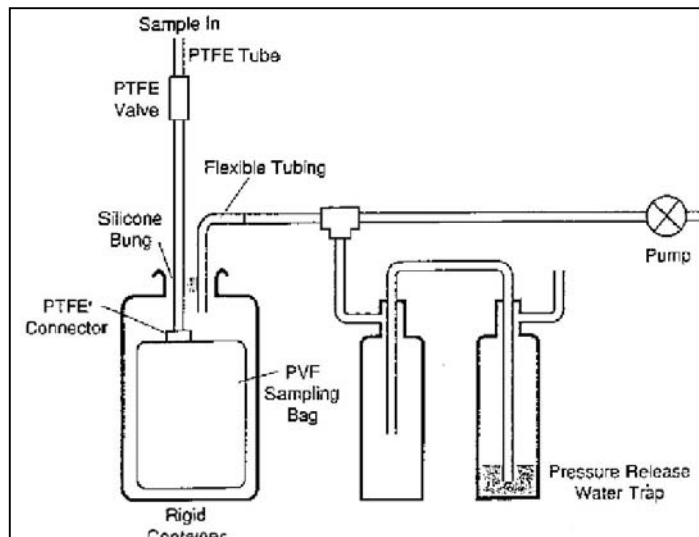 Sample In
PTFE Tube
PTFE
Valve
Flexible Tubing
Silicone
Bung
Pump
PTFE'
Connector
PVF
Sampling
Bag
Pressure Release
Water Trap
Rigid
Container